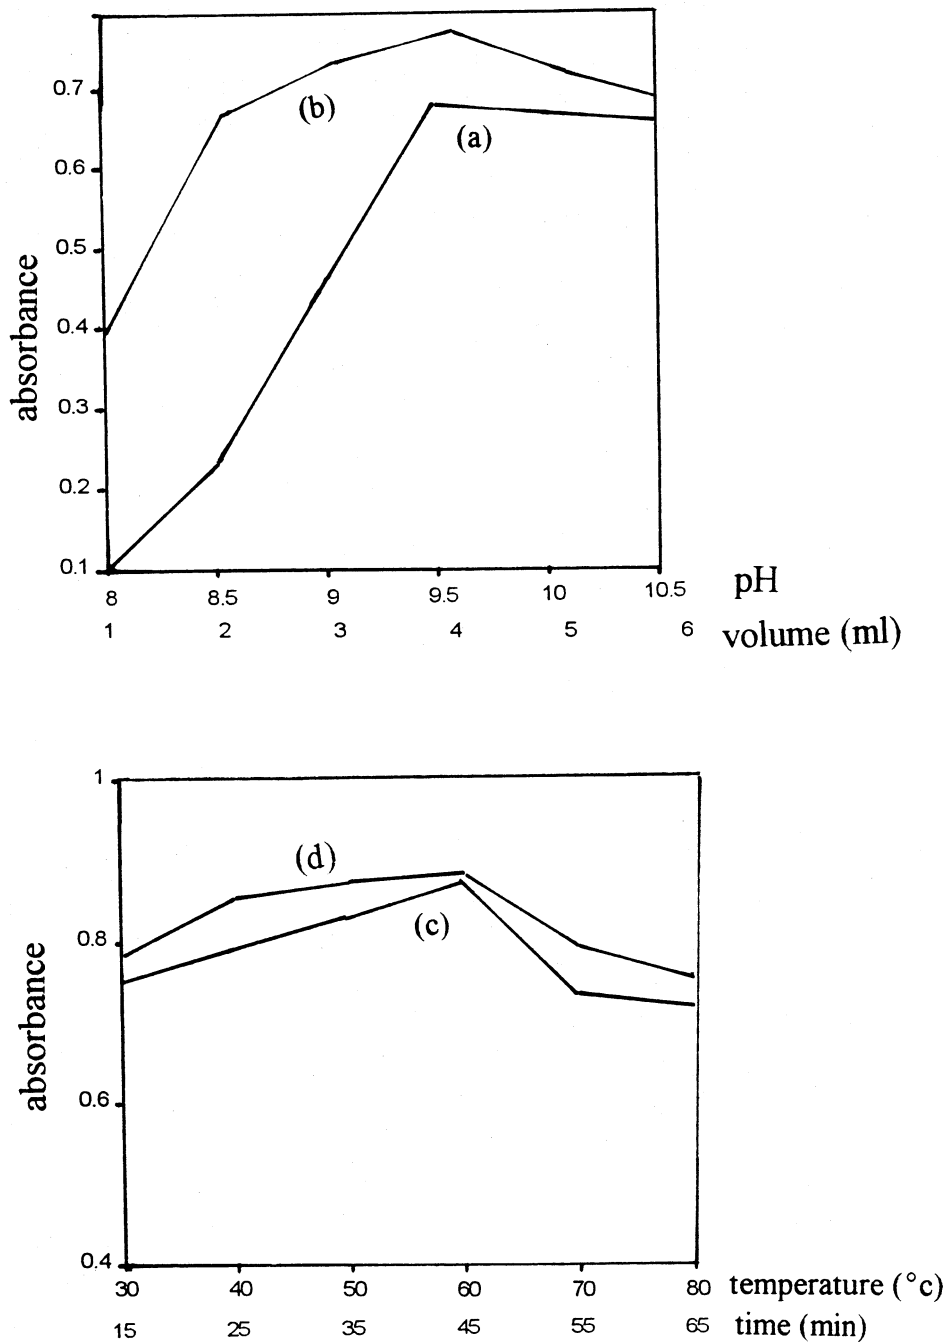 0.7
(b)
(a)
0.6
0.5
absorbance
0.4
0.3
0.2
0.1
8 8.5 9 9.5 10 10.5 pH
1 2 3 4 5 6 volume (ml)
1
(d)
(c)
0.8
absorbance
0.6
0.4
30 40 50 60 70 80 temperature (°c)
15 25 35 45 55 65 time (min)